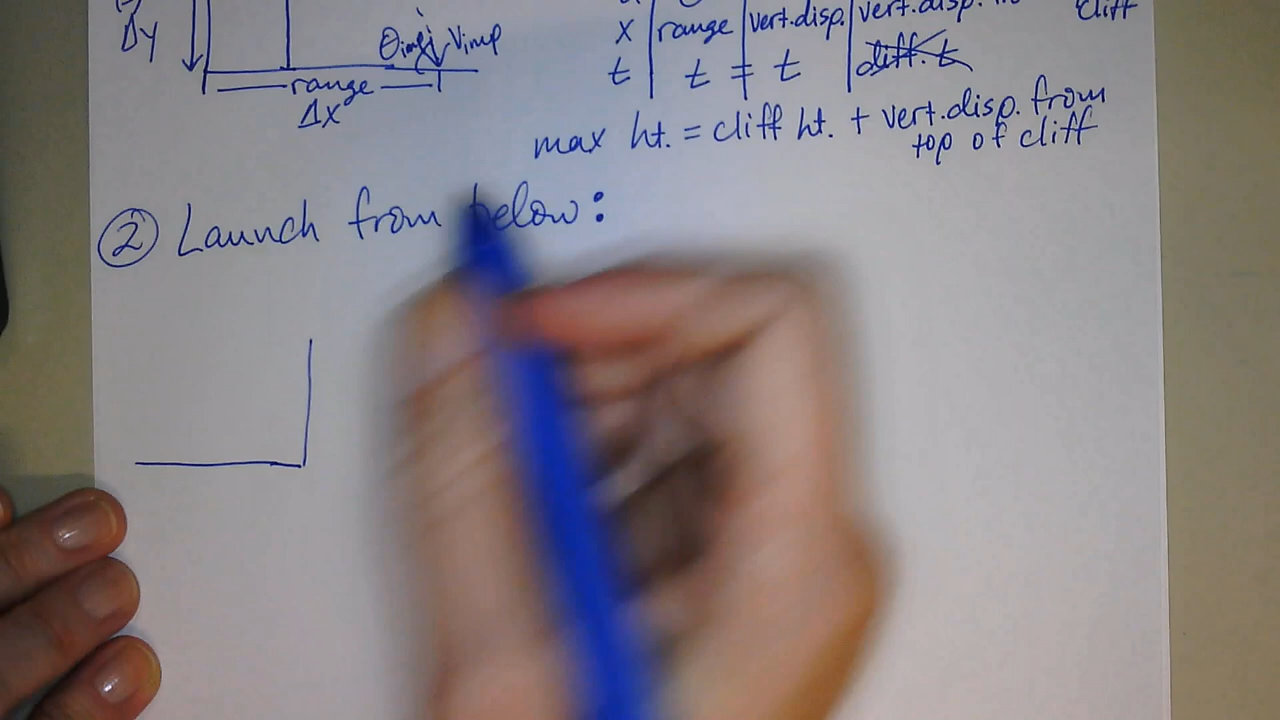 cliff
Δy
θimp Vimp
x range vert.disp. vert.disp.
t t = t diff. t
range
Δx
max ht. = cliff ht. + vert.disp. from
top of cliff
② Launch from below: